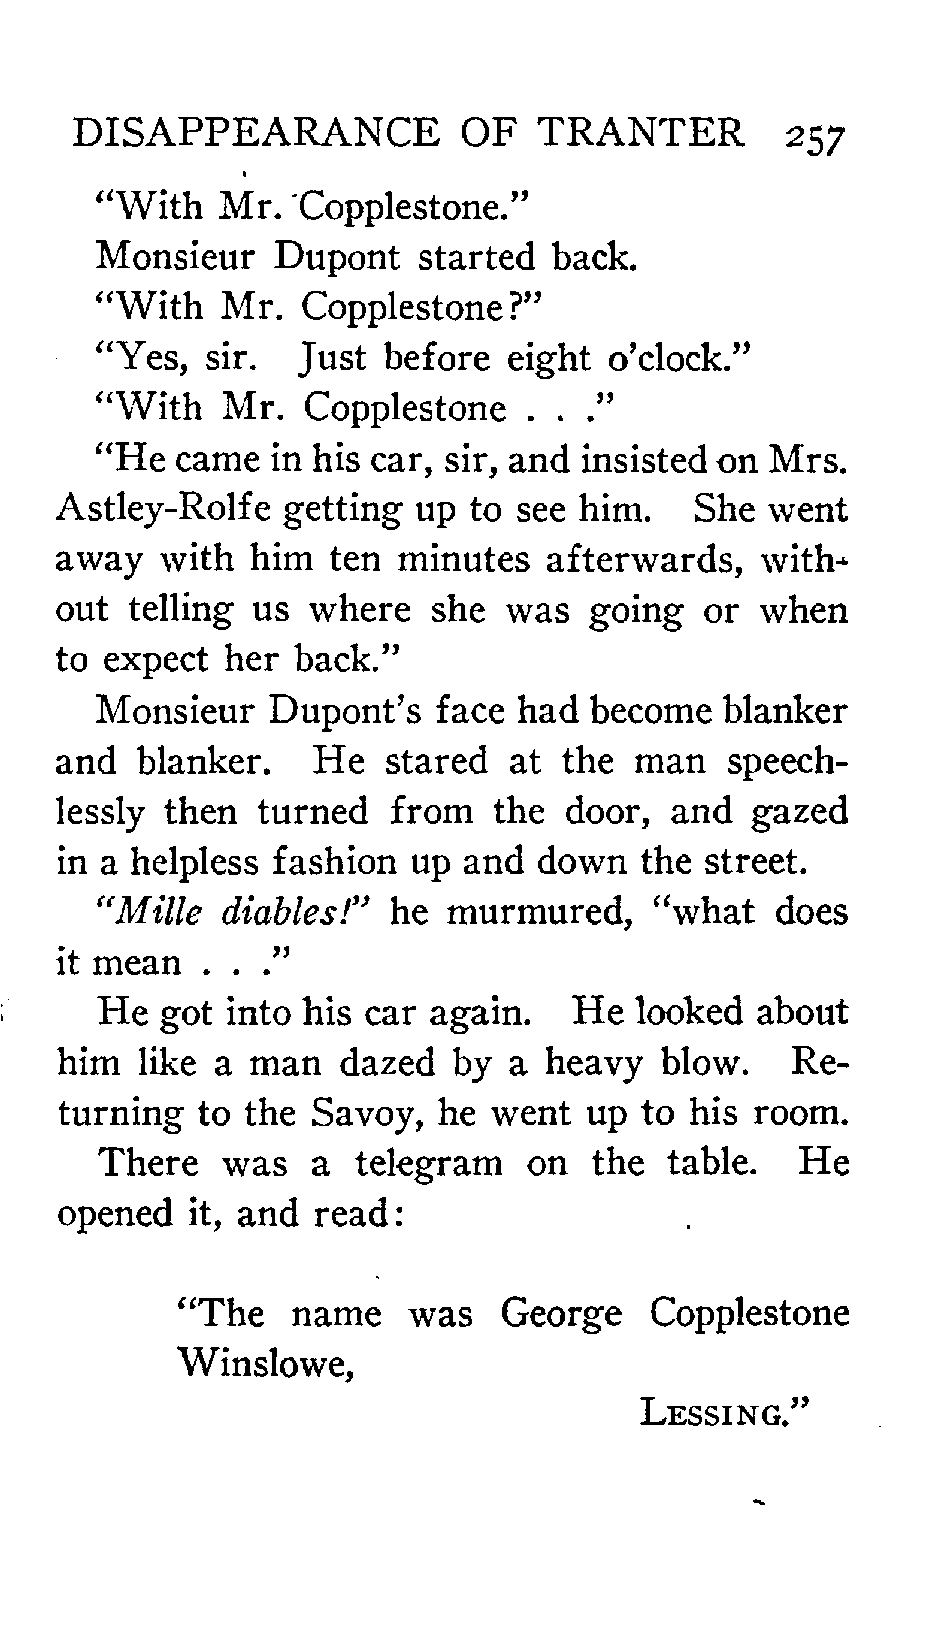 DISAPPEARANCE OF TRANTER 257
"With Mr. Copplestone."
Monsieur Dupont started back.
"With Mr. Copplestone?"
"Yes, sir. Just before eight o'clock."
"With Mr. Copplestone . . ."
"He came in his car, sir, and insisted on Mrs.
Astley-Rolfe getting up to see him. She went
away with him ten minutes afterwards, with-
out telling us where she was going or when
to expect her back."
Monsieur Dupont's face had become blanker
and blanker. He stared at the man speech-
lessly then turned from the door, and gazed
in a helpless fashion up and down the street.
"Mille diables!" he murmured, "what does
it mean . . ."
He got into his car again. He looked about
him like a man dazed by a heavy blow. Re-
turning to the Savoy, he went up to his room.
There was a telegram on the table. He
opened it, and read:
"The name was George Copplestone
Winslowe,
LESSING."